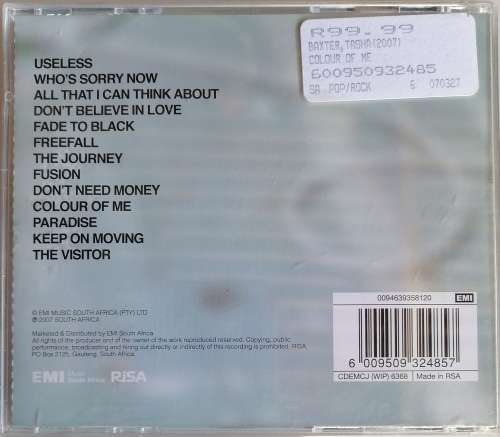 R99.99
BAXTER,TASHA(2007)
COLOUR OF ME
600950932485
SA POP/ROCK 6 070327
USELESS
WHO'S SORRY NOW
ALL THAT I CAN THINK ABOUT
DON'T BELIEVE IN LOVE
FADE TO BLACK
FREEFALL
THE JOURNEY
FUSION
DON'T NEED MONEY
COLOUR OF ME
PARADISE
KEEP ON MOVING
THE VISITOR
© EMI MUSIC SOUTH AFRICA (PTY) LTD
℗ 2007 SOUTH AFRICA
Marketed & Distributed by EMI South Africa
All rights of the producer and of the owner of the work reproduced reserved. Copying, public
performance, broadcasting and hiring out directly or indirectly of this recording is prohibited. RiSA,
PO Box 2125, Gauteng, South Africa.
EMI Music South Africa RiSA
0094639358120 EMI
6 009509 324857
CDEMCJ (WIP) 6368 Made in RSA